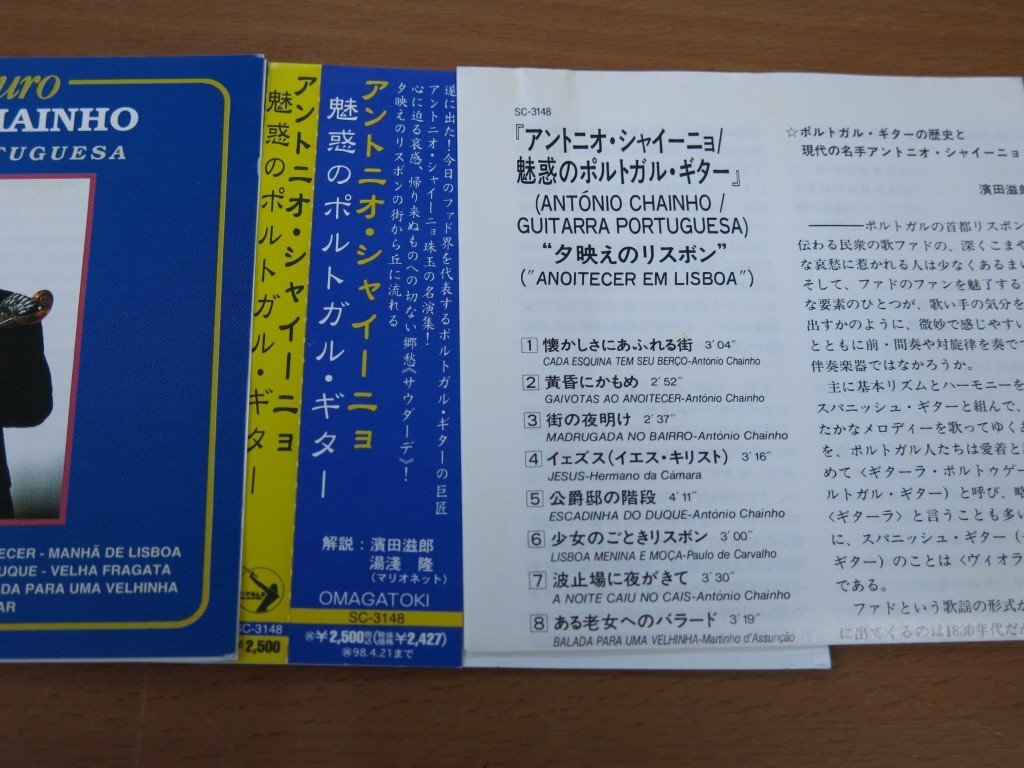 uro
HAINHO
TUGUESA
ECER - MANHÃ DE LISBOA
DUQUE - VELHA FRAGATA
DA PARA UMA VELHINHA
AR
アントニオ・シャイーニョ
魅惑のポルトガル・ギター
SC-3148
¥2,500
遂に出た!今日のファド界を代表するポルトガル・ギターの巨匠
アントニオ・シャイーニョ珠玉の名演集!
心に迫る哀感、帰り来ぬものへの切ない郷愁《サウダーデ》!
夕映えのリスボンの街から丘に流れる
アントニオ・シャイーニョ
魅惑のポルトガル・ギター
解説:濱田滋郎
湯淺 隆
(マリオネット)
OMAGATOKI
SC-3148
¥2,500税込(税抜価格¥2,427)
98.4.21まで
SC-3148
『アントニオ・シャイーニョ/
魅惑のポルトガル・ギター』
(ANTÓNIO CHAINHO /
GUITARRA PORTUGUESA)
“夕映えのリスボン”
("ANOITECER EM LISBOA")
1 懐かしさにあふれる街 3′04″
CADA ESQUINA TEM SEU BERÇO-António Chainho
2 黄昏にかもめ 2′52″
GAIVOTAS AO ANOITECER-António Chainho
3 街の夜明け 2′37″
MADRUGADA NO BAIRRO-António Chainho
4 イェズス(イエス・キリスト) 3′16″
JESUS-Hermano da Cámara
5 公爵邸の階段 4′11″
ESCADINHA DO DUQUE-António Chainho
6 少女のごときリスボン 3′00″
LISBOA MENINA E MOÇA-Paulo de Carvalho
7 波止場に夜がきて 3′30″
A NOITE CAIU NO CAIS-António Chainho
8 ある老女へのバラード 3′19″
BALADA PARA UMA VELHINHA-Martinho d'Assunção
☆ポルトガル・ギターの歴史と
現代の名手アントニオ・シャイーニョ
濱田滋郎
―――ポルトガルの首都リスボン
伝わる民衆の歌ファドの、深くこまや
な哀愁に惹かれる人は少なくあるまい
そして、ファドのファンを魅了する
な要素のひとつが、歌い手の気分を
出すかのように、微妙で感じやすい
とともに前・間奏や対旋律を奏で
伴奏楽器ではなかろうか。
主に基本リズムとハーモニーを
スパニッシュ・ギターと組んで、
たかなメロディーを歌ってゆく
を、ポルトガル人たちは愛着と
めて〈ギターラ・ポルトゥゲー
ルトガル・ギター)と呼び、略
〈ギターラ〉と言うことも多い
に、スパニッシュ・ギター(
ギター)のことは〈ヴィオラ
である。
ファドという歌謡の形式が
に出てくるのは1830年代だ